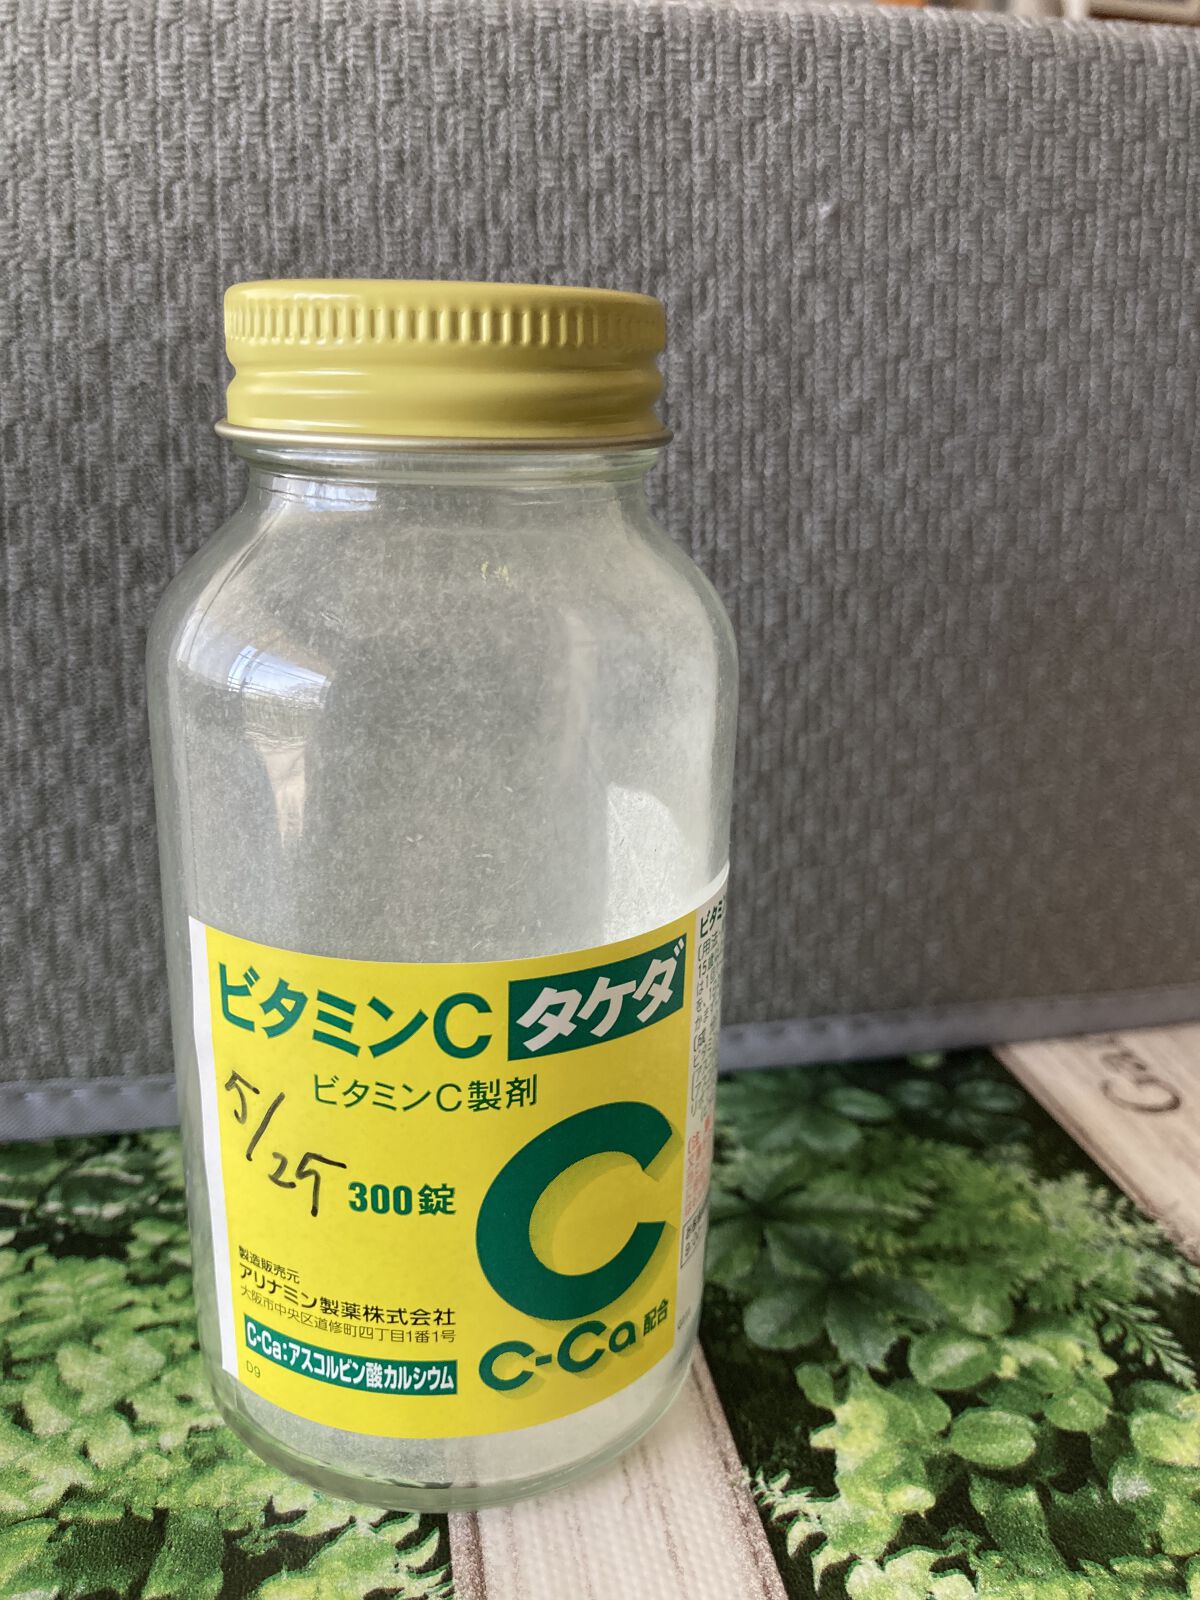 ビタミンC タケダ
ビタミンC製剤
5/25
300錠
C
C-Ca配合
製造販売元
アリナミン製薬株式会社
大阪市中央区道修町四丁目1番1号
C-Ca:アスコルビン酸カルシウム
D9